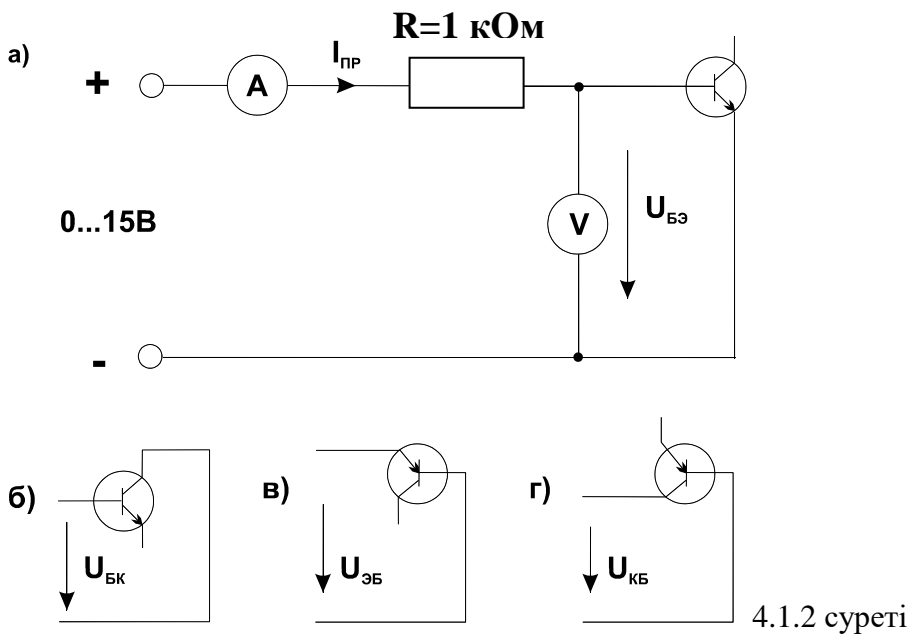 R=1 кОм
а)
IПР
+
A
0...15В
V
UБЭ
-
б)
UБК
в)
UЭБ
г)
UКБ
4.1.2 суреті